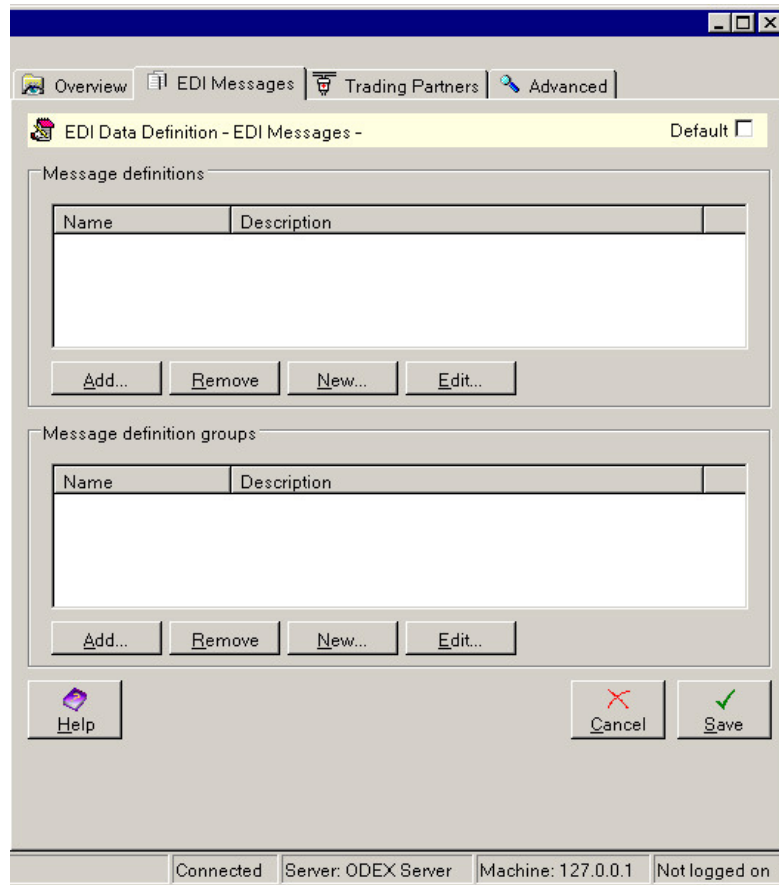 Overview EDI Messages Trading Partners Advanced
EDI Data Definition - EDI Messages - Default
Message definitions
Name Description
Add... Remove New... Edit...
Message definition groups
Name Description
Add... Remove New... Edit...
Help Cancel Save
Connected Server: ODEX Server Machine: 127.0.0.1 Not logged on